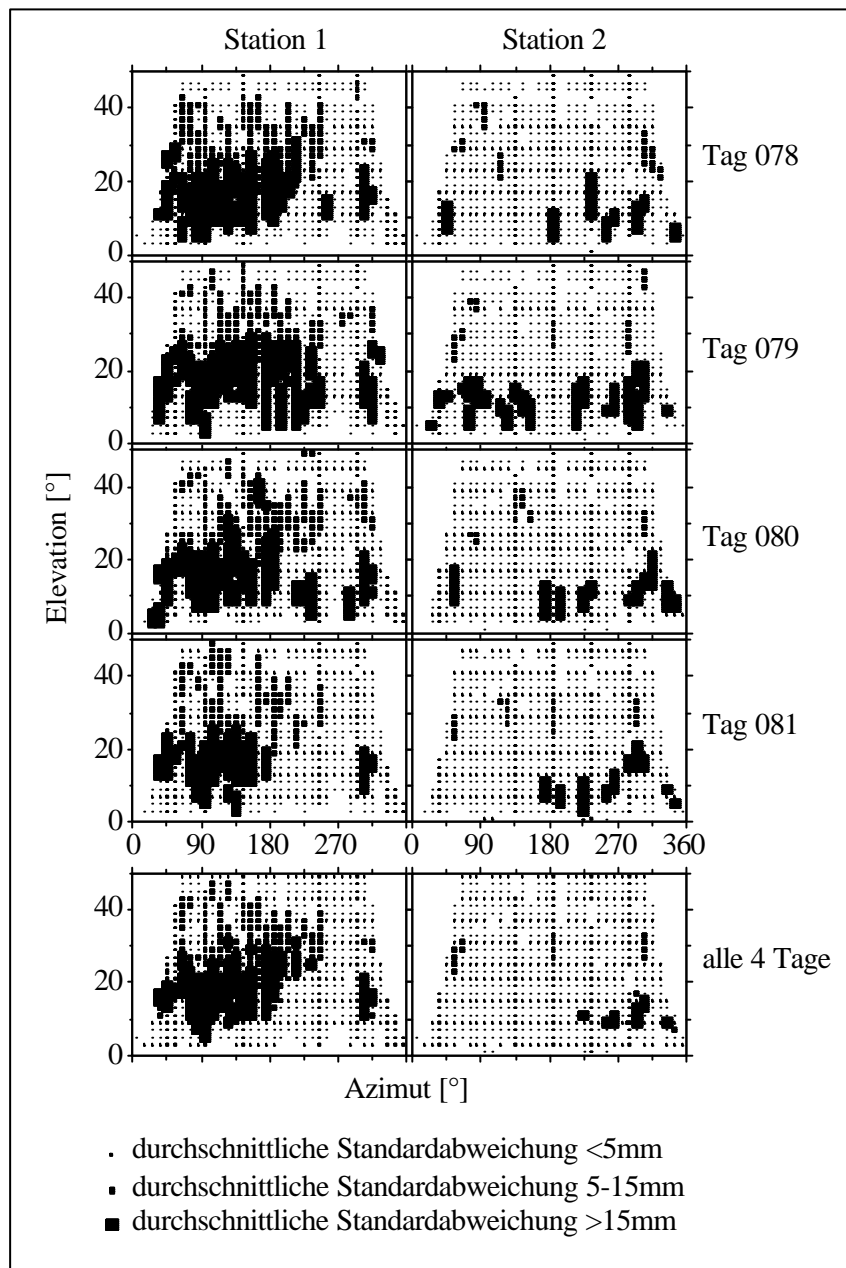 Station 1 Station 2
40
20
0
Tag 078
40
20
0
Tag 079
40
20
0
Tag 080
40
20
0
Tag 081
Elevation [°]
0 90 180 270 0 90 180 270 360
40
20
0
alle 4 Tage
Azimut [°]
durchschnittliche Standardabweichung <5mm
durchschnittliche Standardabweichung 5-15mm
durchschnittliche Standardabweichung >15mm